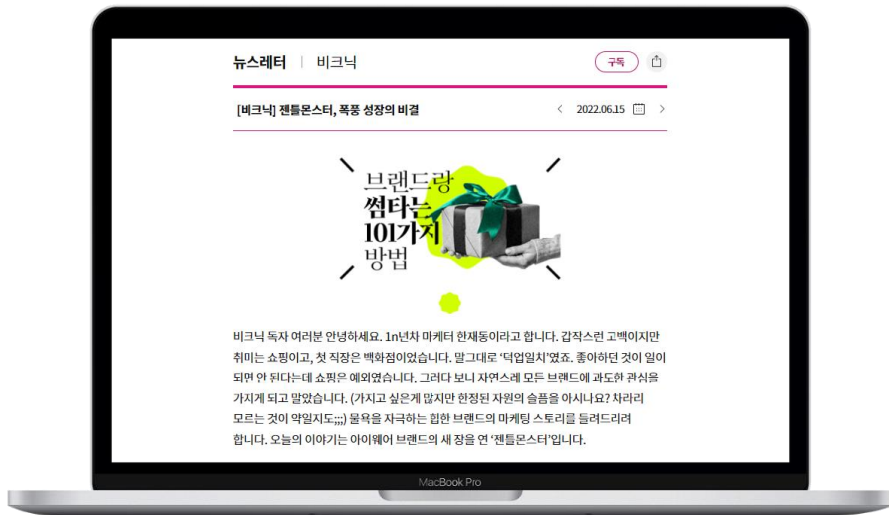 뉴스레터 | 비크닉
구독
[비크닉] 젠틀몬스터, 폭풍 성장의 비결
< 2022.06.15 >
브랜드랑
썸타는
101가지
방법
비크닉 독자 여러분 안녕하세요. 1n년차 마케터 한재동이라고 합니다. 갑작스런 고백이지만
취미는 쇼핑이고, 첫 직장은 백화점이었습니다. 말그대로 ‘덕업일치’였죠. 좋아하던 것이 일이
되면 안 된다는데 쇼핑은 예외였습니다. 그러다 보니 자연스레 모든 브랜드에 과도한 관심을
가지게 되고 말았습니다. (가지고 싶은게 많지만 한정된 자원의 슬픔을 아시나요? 차라리
모르는 것이 약일지도;;;) 물욕을 자극하는 힙한 브랜드의 마케팅 스토리를 들려드리려
합니다. 오늘의 이야기는 아이웨어 브랜드의 새 장을 연 ‘젠틀몬스터’입니다.
MacBook Pro